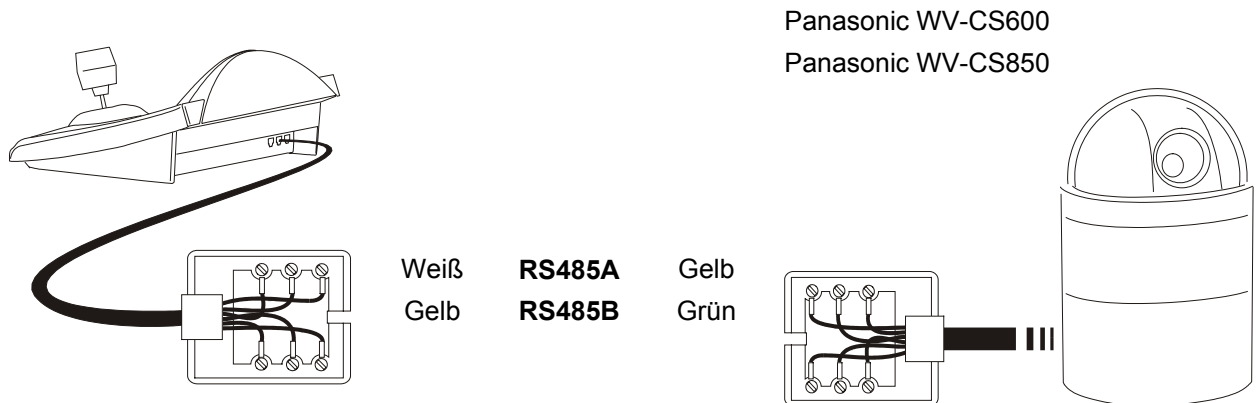 Panasonic WV-CS600
Panasonic WV-CS850
Weiß RS485A Gelb
Gelb RS485B Grün